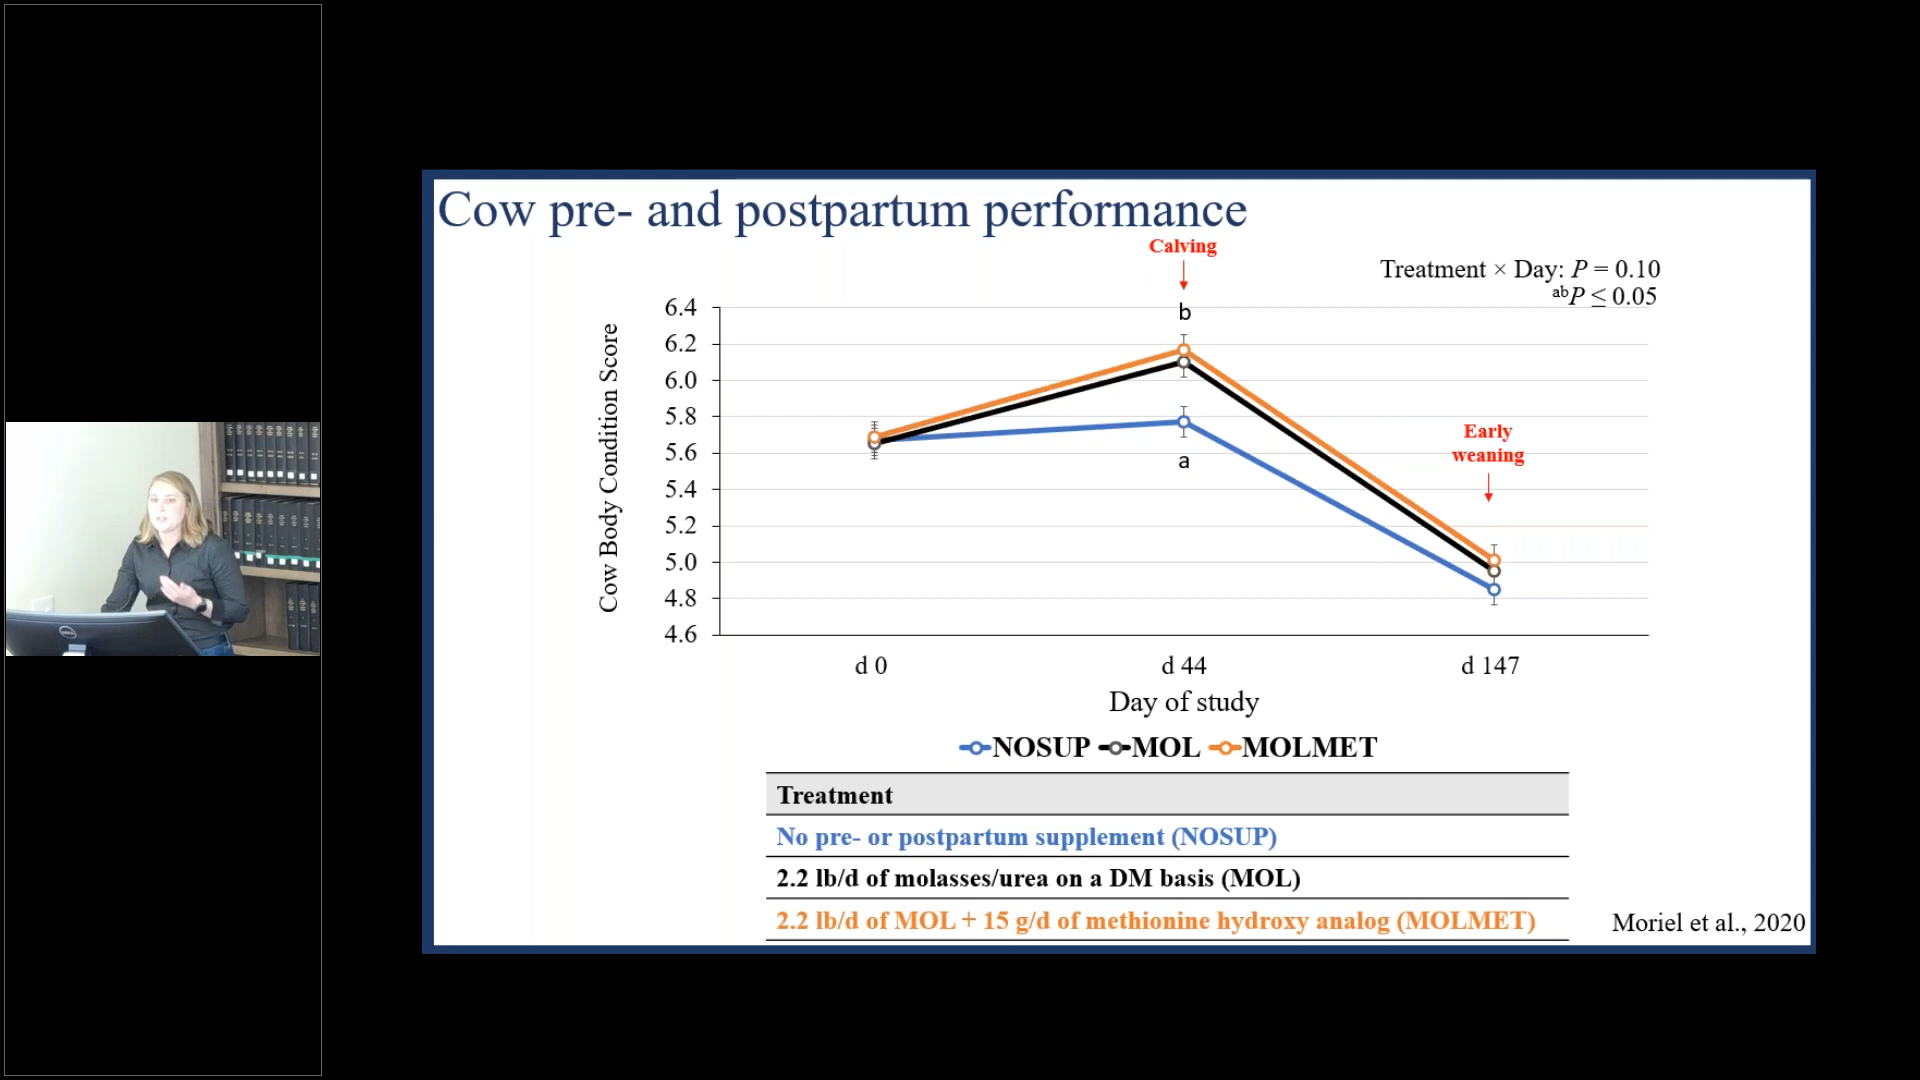 Cow pre- and postpartum performance
Calving
Treatment × Day: P = 0.10
abP ≤ 0.05
6.4
6.2
6.0
5.8
5.6
5.4
5.2
5.0
4.8
4.6
Cow Body Condition Score
b
a
Early
weaning
d 0 d 44 d 147
Day of study
NOSUP MOL MOLMET
Treatment
No pre- or postpartum supplement (NOSUP)
2.2 lb/d of molasses/urea on a DM basis (MOL)
2.2 lb/d of MOL + 15 g/d of methionine hydroxy analog (MOLMET)
Moriel et al., 2020
DELL